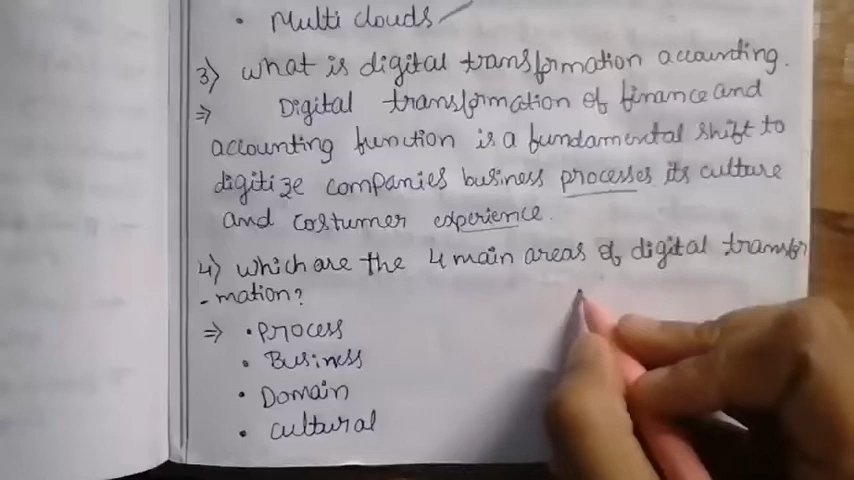 • Multi clouds
3) what is digital transformation accounting.
⇒ Digital transformation of finance and
accounting function is a fundamental shift to
digitize companies business processes its culture
and costumer experience.
4) which are the 4 main areas of digital transfor
-mation?
⇒ • Process
• Business
• Domain
• cultural